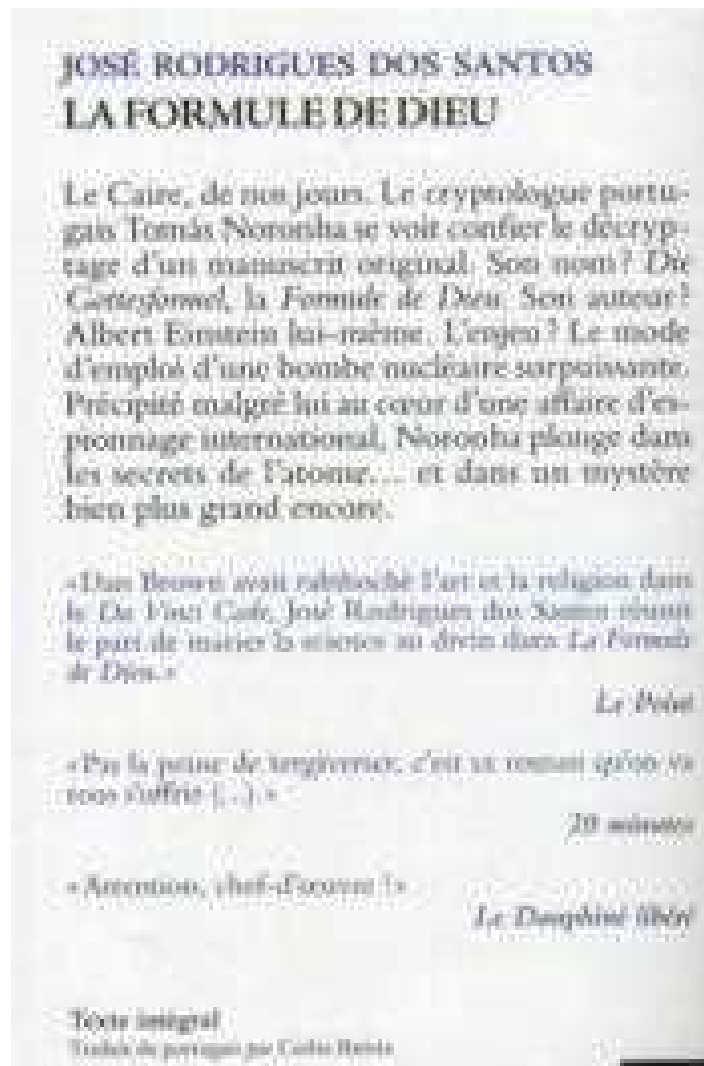 JOSÉ RODRIGUES DOS SANTOS
LA FORMULE DE DIEU
Le Caire, de nos jours. Le cryptologue portu-
gais Tomás Noronha se voit confier le décryp-
tage d'un manuscrit original. Son nom? Die
Gottesformel, la Formule de Dieu. Son auteur?
Albert Einstein lui-même. L'enjeu? Le mode
d'emploi d'une bombe nucléaire surpuissante.
Précipité malgré lui au cœur d'une affaire d'es-
pionnage international, Noronha plonge dans
les secrets de l'atome... et dans un mystère
bien plus grand encore.
«Dan Brown avait rabiboché l'art et la religion dans
le Da Vinci Code, José Rodrigues dos Santos réussit
le pari de marier la science au divin dans La Formule
de Dieu.»
Le Point
«Pas la peine de tergiverser, c'est un roman qu'on va
tous s'offrir (...).»
20 minutes
«Attention, chef-d'œuvre!»
Le Dauphiné libéré
Texte intégral
Traduit du portugais par Carlos Batista